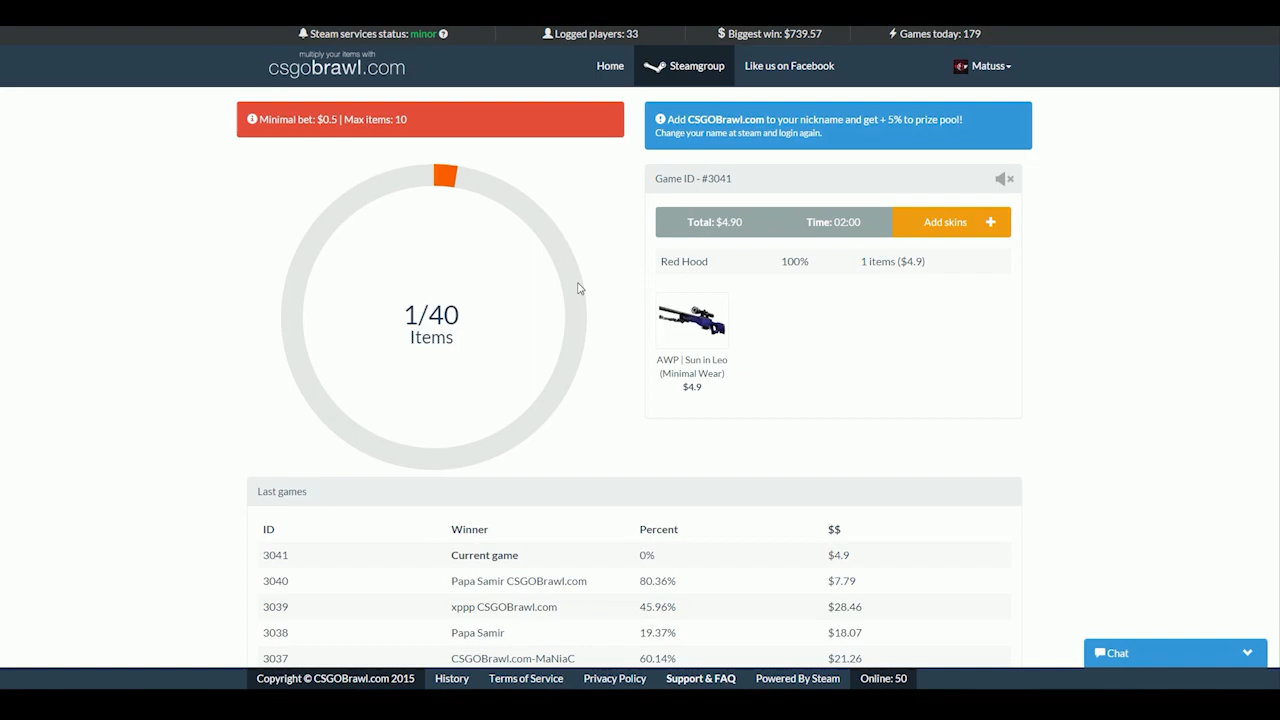 Steam services status: minor
Logged players: 33
$ Biggest win: $739.57
Games today: 179
multiply your items with
csgobrawl.com
Home
Steamgroup
Like us on Facebook
Matuss
Minimal bet: $0.5 | Max items: 10
Add CSGOBrawl.com to your nickname and get + 5% to prize pool!
Change your name at steam and login again.
Game ID - #3041
Total: $4.90 Time: 02:00 Add skins +
Red Hood 100% 1 items ($4.9)
1/40
Items
AWP | Sun in Leo
(Minimal Wear)
$4.9
Last games
ID Winner Percent $$
3041 Current game 0% $4.9
3040 Papa Samir CSGOBrawl.com 80.36% $7.79
3039 xppp CSGOBrawl.com 45.96% $28.46
3038 Papa Samir 19.37% $18.07
3037 CSGOBrawl.com-MaNiaC 60.14% $21.26
Chat
Copyright © CSGOBrawl.com 2015
History
Terms of Service
Privacy Policy
Support & FAQ
Powered By Steam
Online: 50